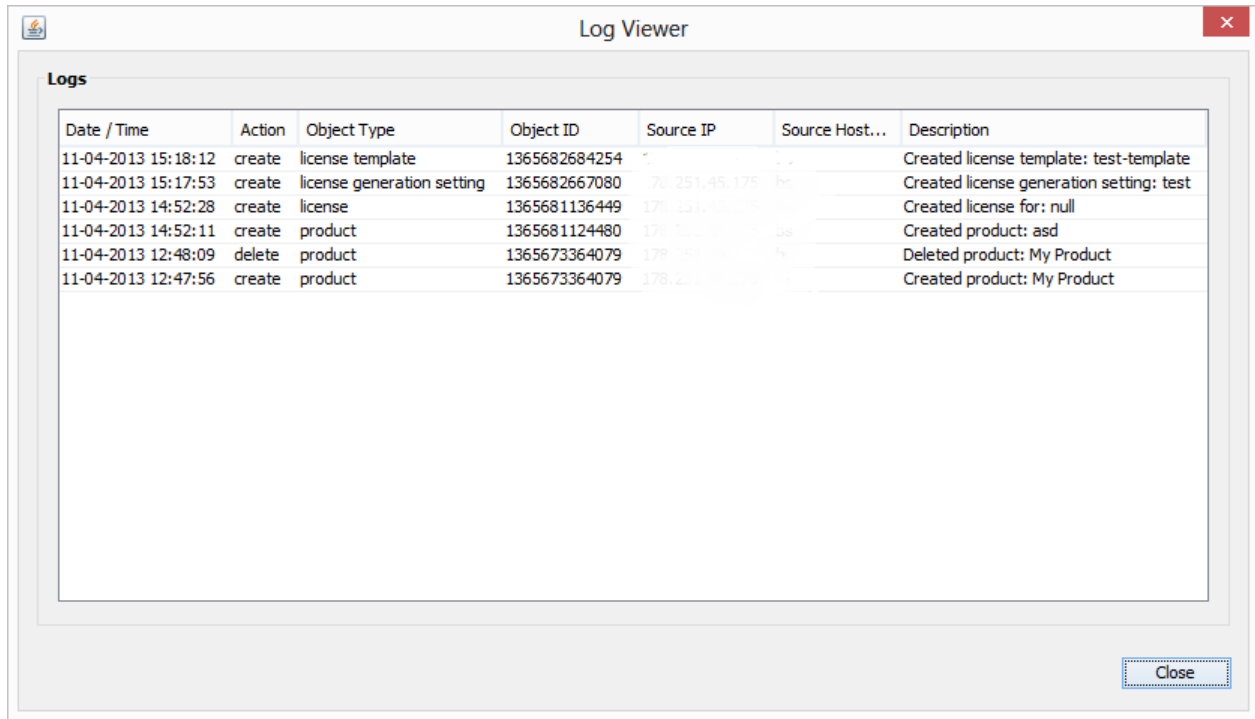 Log Viewer
Logs
Date / Time Action Object Type Object ID Source IP Source Host... Description
11-04-2013 15:18:12 create license template 1365682684254 Created license template: test-template
11-04-2013 15:17:53 create license generation setting 1365682667080 Created license generation setting: test
11-04-2013 14:52:28 create license 1365681136449 Created license for: null
11-04-2013 14:52:11 create product 1365681124480 Created product: asd
11-04-2013 12:48:09 delete product 1365673364079 Deleted product: My Product
11-04-2013 12:47:56 create product 1365673364079 Created product: My Product
Close